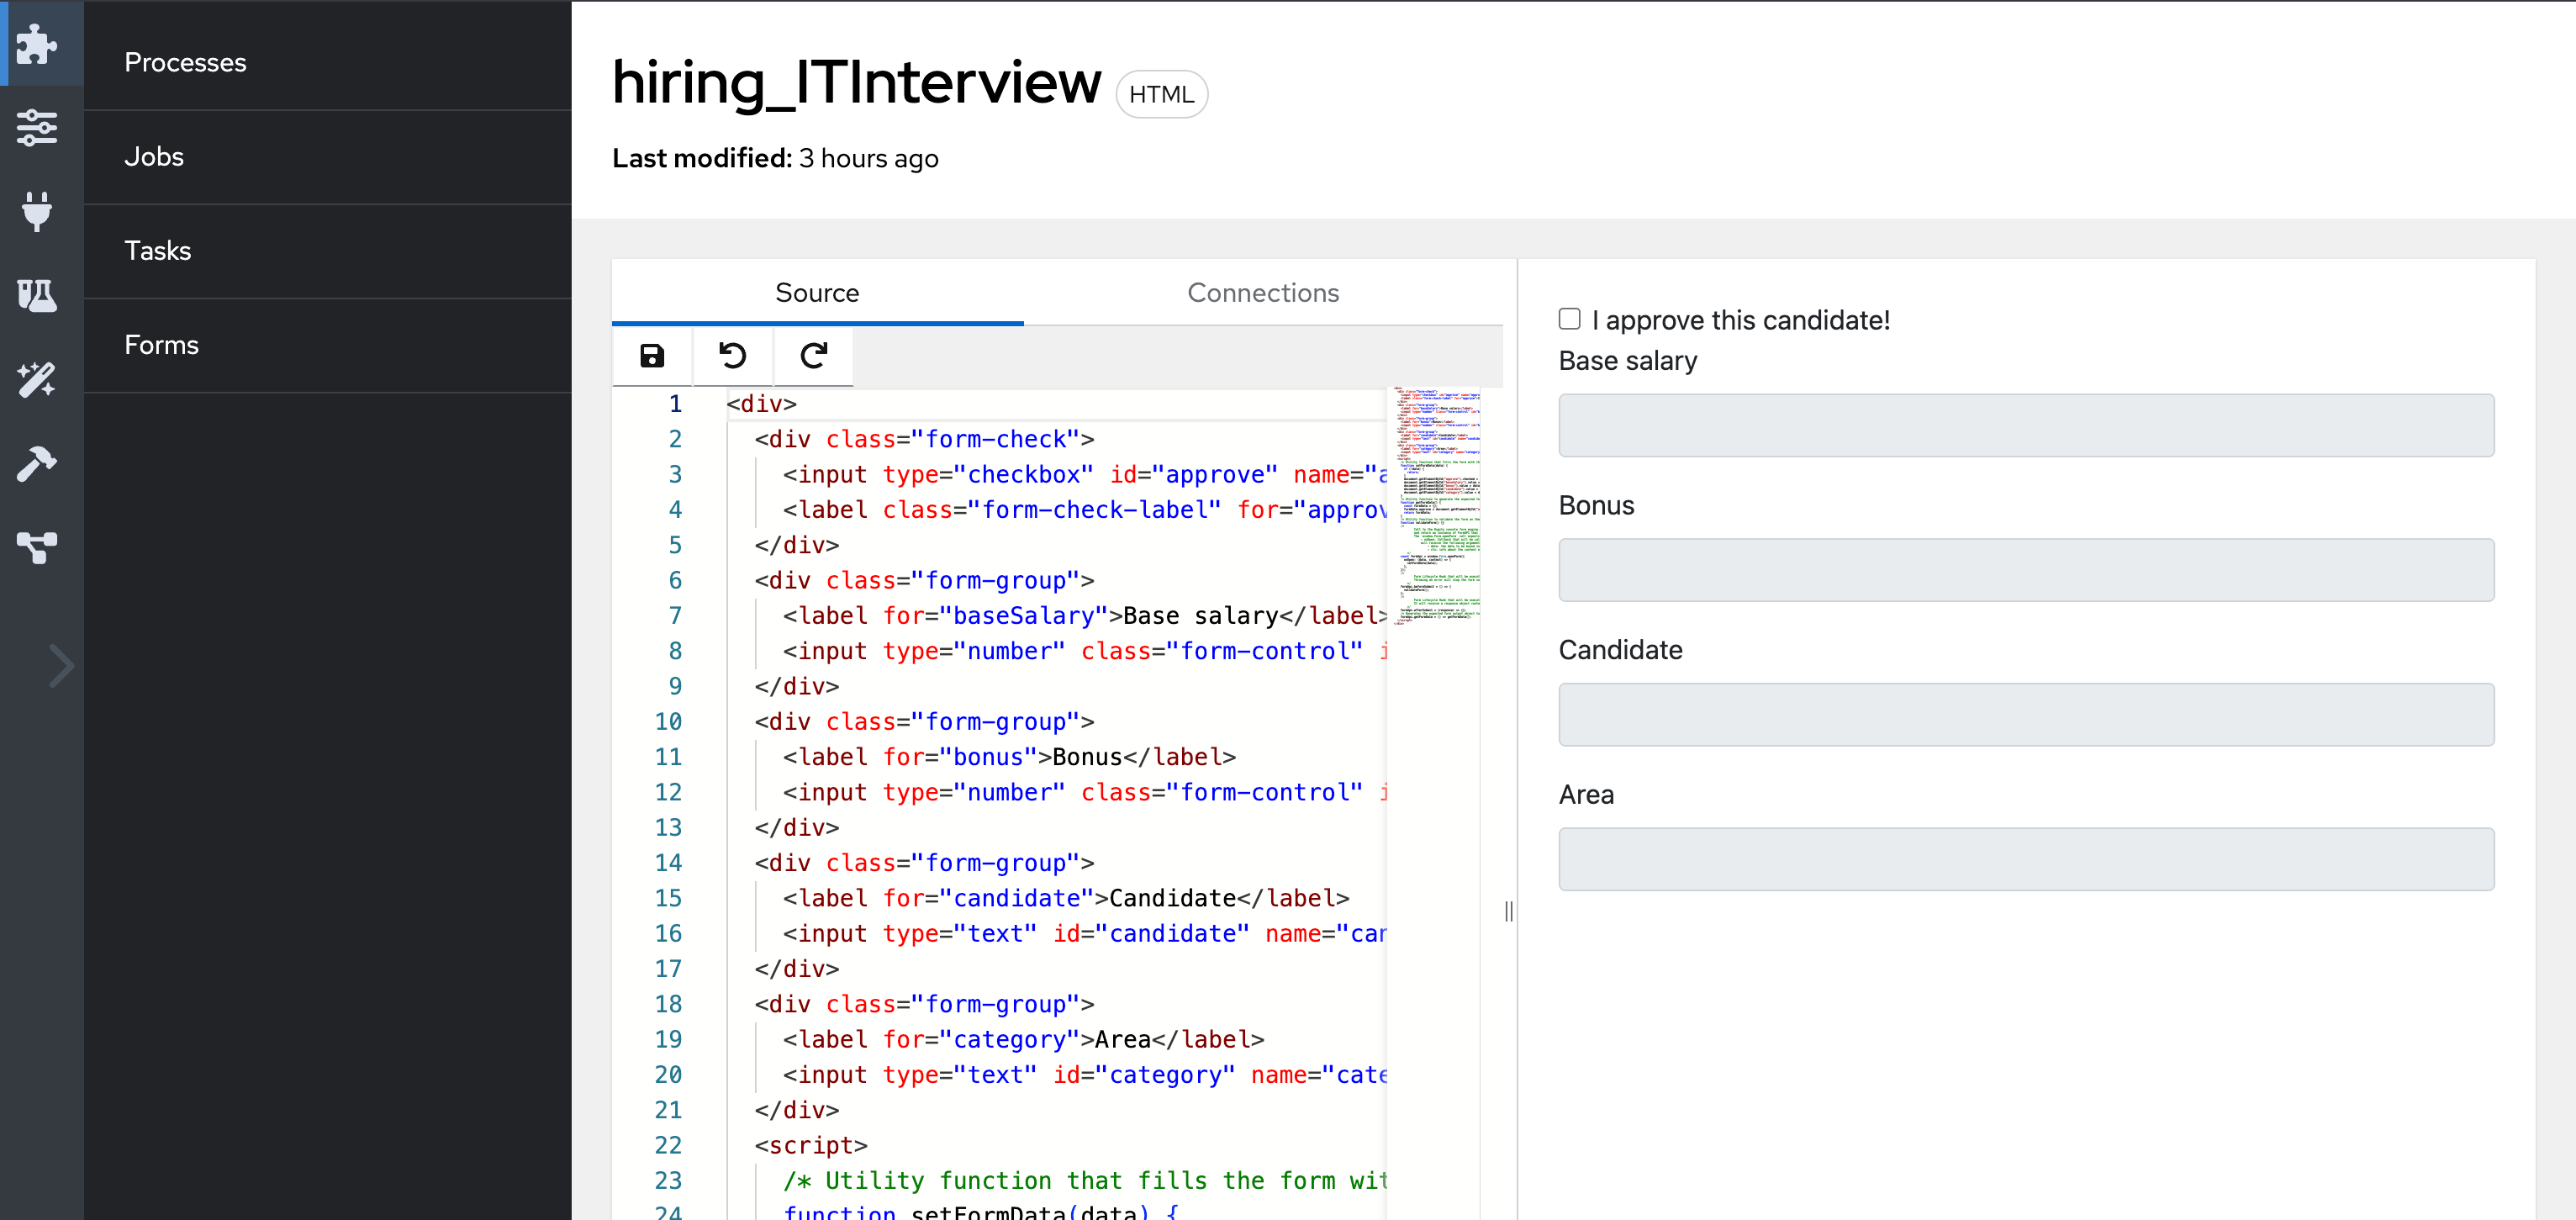 Processes
Jobs
Tasks
Forms
hiring_ITInterview HTML
Last modified: 3 hours ago
Source Connections
1 <div>
2 <div class="form-check">
3 <input type="checkbox" id="approve" name="a
4 <label class="form-check-label" for="approv
5 </div>
6 <div class="form-group">
7 <label for="baseSalary">Base salary</label>
8 <input type="number" class="form-control" i
9 </div>
10 <div class="form-group">
11 <label for="bonus">Bonus</label>
12 <input type="number" class="form-control" i
13 </div>
14 <div class="form-group">
15 <label for="candidate">Candidate</label>
16 <input type="text" id="candidate" name="can
17 </div>
18 <div class="form-group">
19 <label for="category">Area</label>
20 <input type="text" id="category" name="cate
21 </div>
22 <script>
23 /* Utility function that fills the form wit
24 function setFormData(data) {
I approve this candidate!
Base salary
Bonus
Candidate
Area